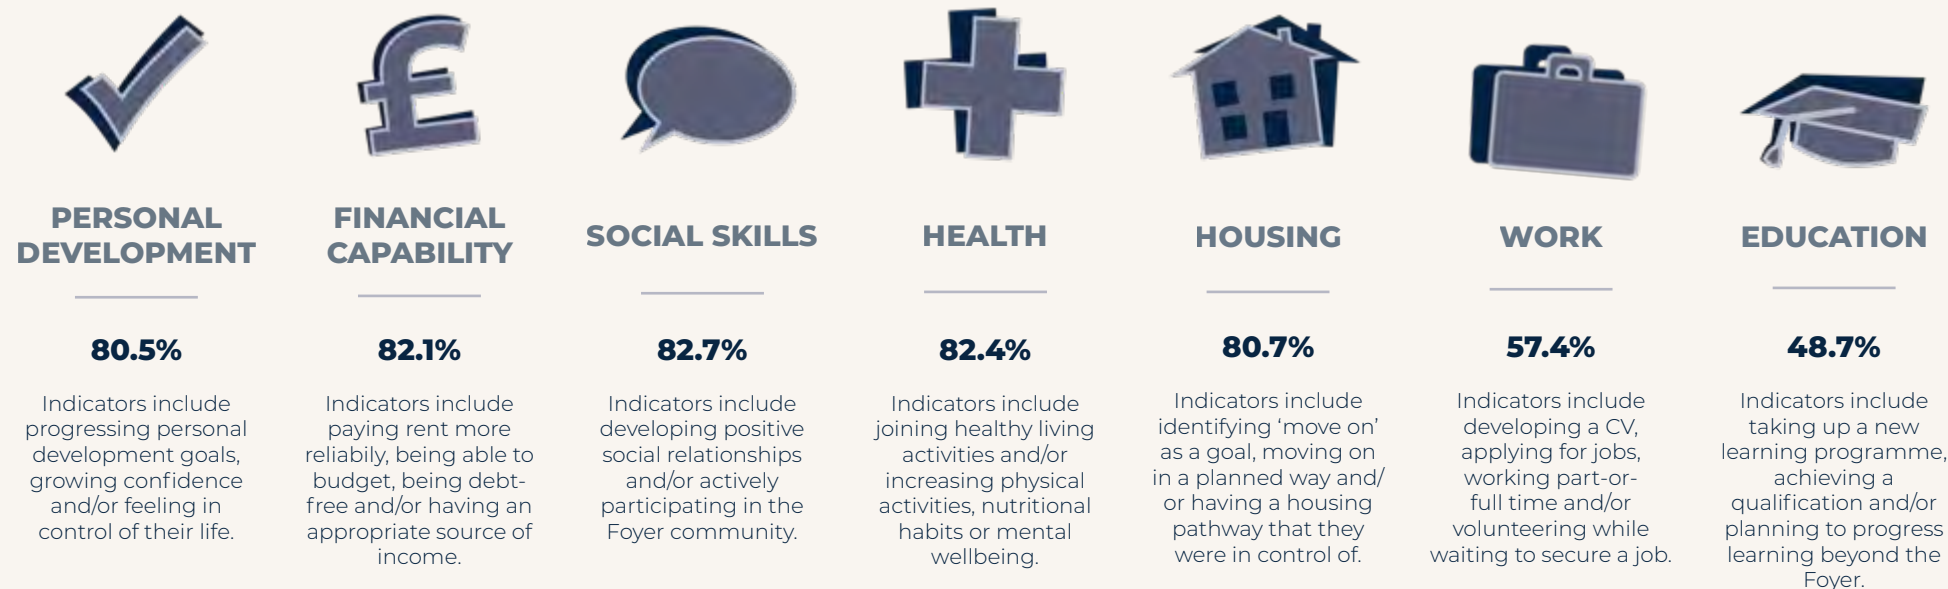 PERSONAL
DEVELOPMENT
80.5%
Indicators include
progressing personal
development goals,
growing confidence
and/or feeling in
control of their life.
FINANCIAL
CAPABILITY
82.1%
Indicators include
paying rent more
reliabily, being able to
budget, being debt-
free and/or having an
appropriate source of
income.
SOCIAL SKILLS
82.7%
Indicators include
developing positive
social relationships
and/or actively
participating in the
Foyer community.
HEALTH
82.4%
Indicators include
joining healthy living
activities and/or
increasing physical
activities, nutritional
habits or mental
wellbeing.
HOUSING
80.7%
Indicators include
identifying ‘move on’
as a goal, moving on
in a planned way and/
or having a housing
pathway that they
were in control of.
WORK
57.4%
Indicators include
developing a CV,
applying for jobs,
working part-or-
full time and/or
volunteering while
waiting to secure a job.
EDUCATION
48.7%
Indicators include
taking up a new
learning programme,
achieving a
qualification and/or
planning to progress
learning beyond the
Foyer.